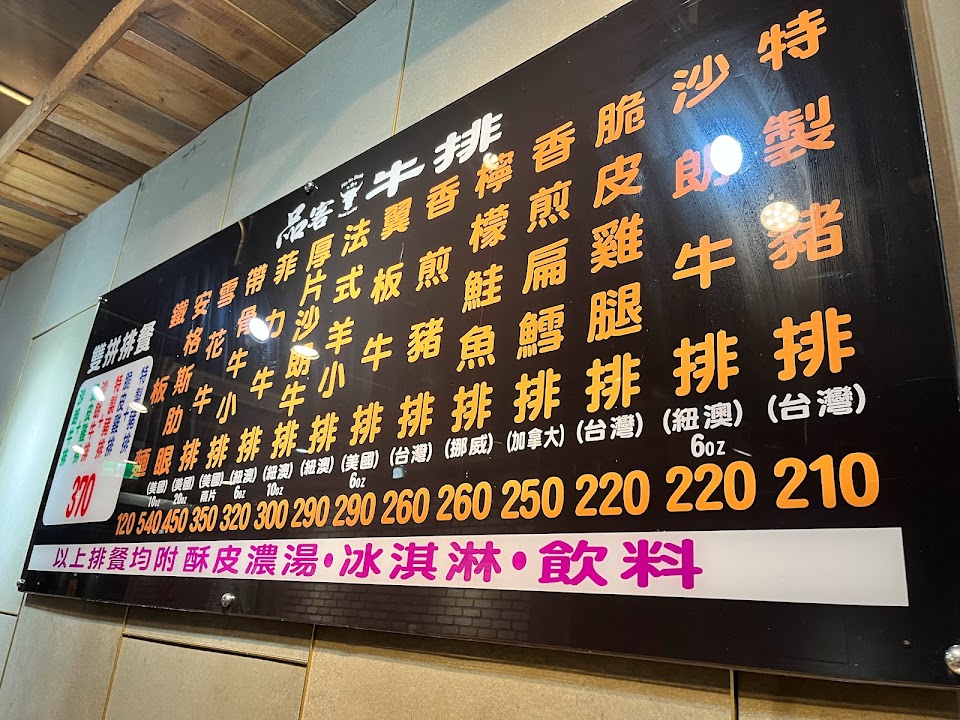 品客童牛排
特製豬排
(台灣)
210
沙朗牛排
(紐澳)
6oz
220
脆皮雞腿排
(台灣)
220
香煎扁鱈排
(加拿大)
250
檸檬鮭魚排
(挪威)
260
香煎豬排
(台灣)
260
翼板牛排
(美國)
6oz
290
法式羊小排
(紐澳)
290
厚片沙朗牛排
(紐澳)
10oz
300
菲力牛排
(紐澳)
6oz
320
帶骨牛小排
(美國)
兩片
350
雪花牛排
(美國)
20oz
450
安格斯肋眼
(美國)
10oz
540
鐵板麵
120
雙拼排餐
370
以上排餐均附 酥皮濃湯・冰淇淋・飲料